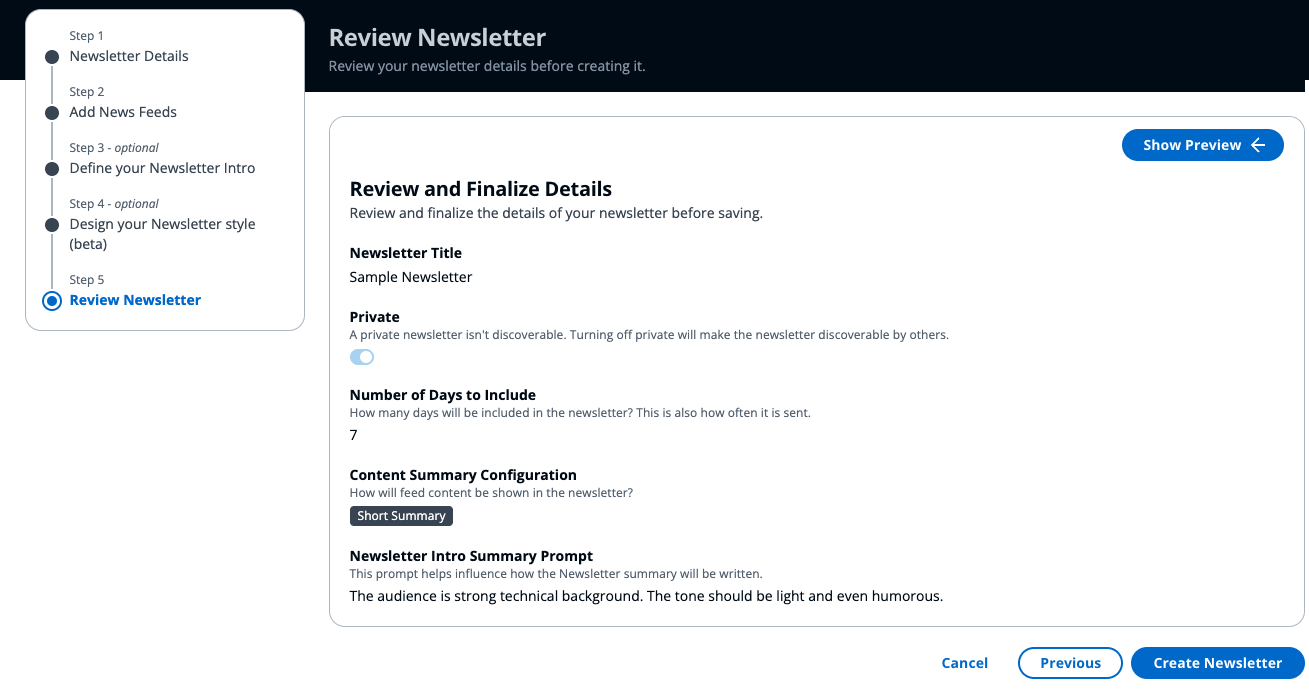 Step 1
Newsletter Details
Step 2
Add News Feeds
Step 3 - optional
Define your Newsletter Intro
Step 4 - optional
Design your Newsletter style
(beta)
Step 5
Review Newsletter
Review Newsletter
Review your newsletter details before creating it.
Show Preview
Review and Finalize Details
Review and finalize the details of your newsletter before saving.
Newsletter Title
Sample Newsletter
Private
A private newsletter isn't discoverable. Turning off private will make the newsletter discoverable by others.
Number of Days to Include
How many days will be included in the newsletter? This is also how often it is sent.
7
Content Summary Configuration
How will feed content be shown in the newsletter?
Short Summary
Newsletter Intro Summary Prompt
This prompt helps influence how the Newsletter summary will be written.
The audience is strong technical background. The tone should be light and even humorous.
Cancel
Previous
Create Newsletter